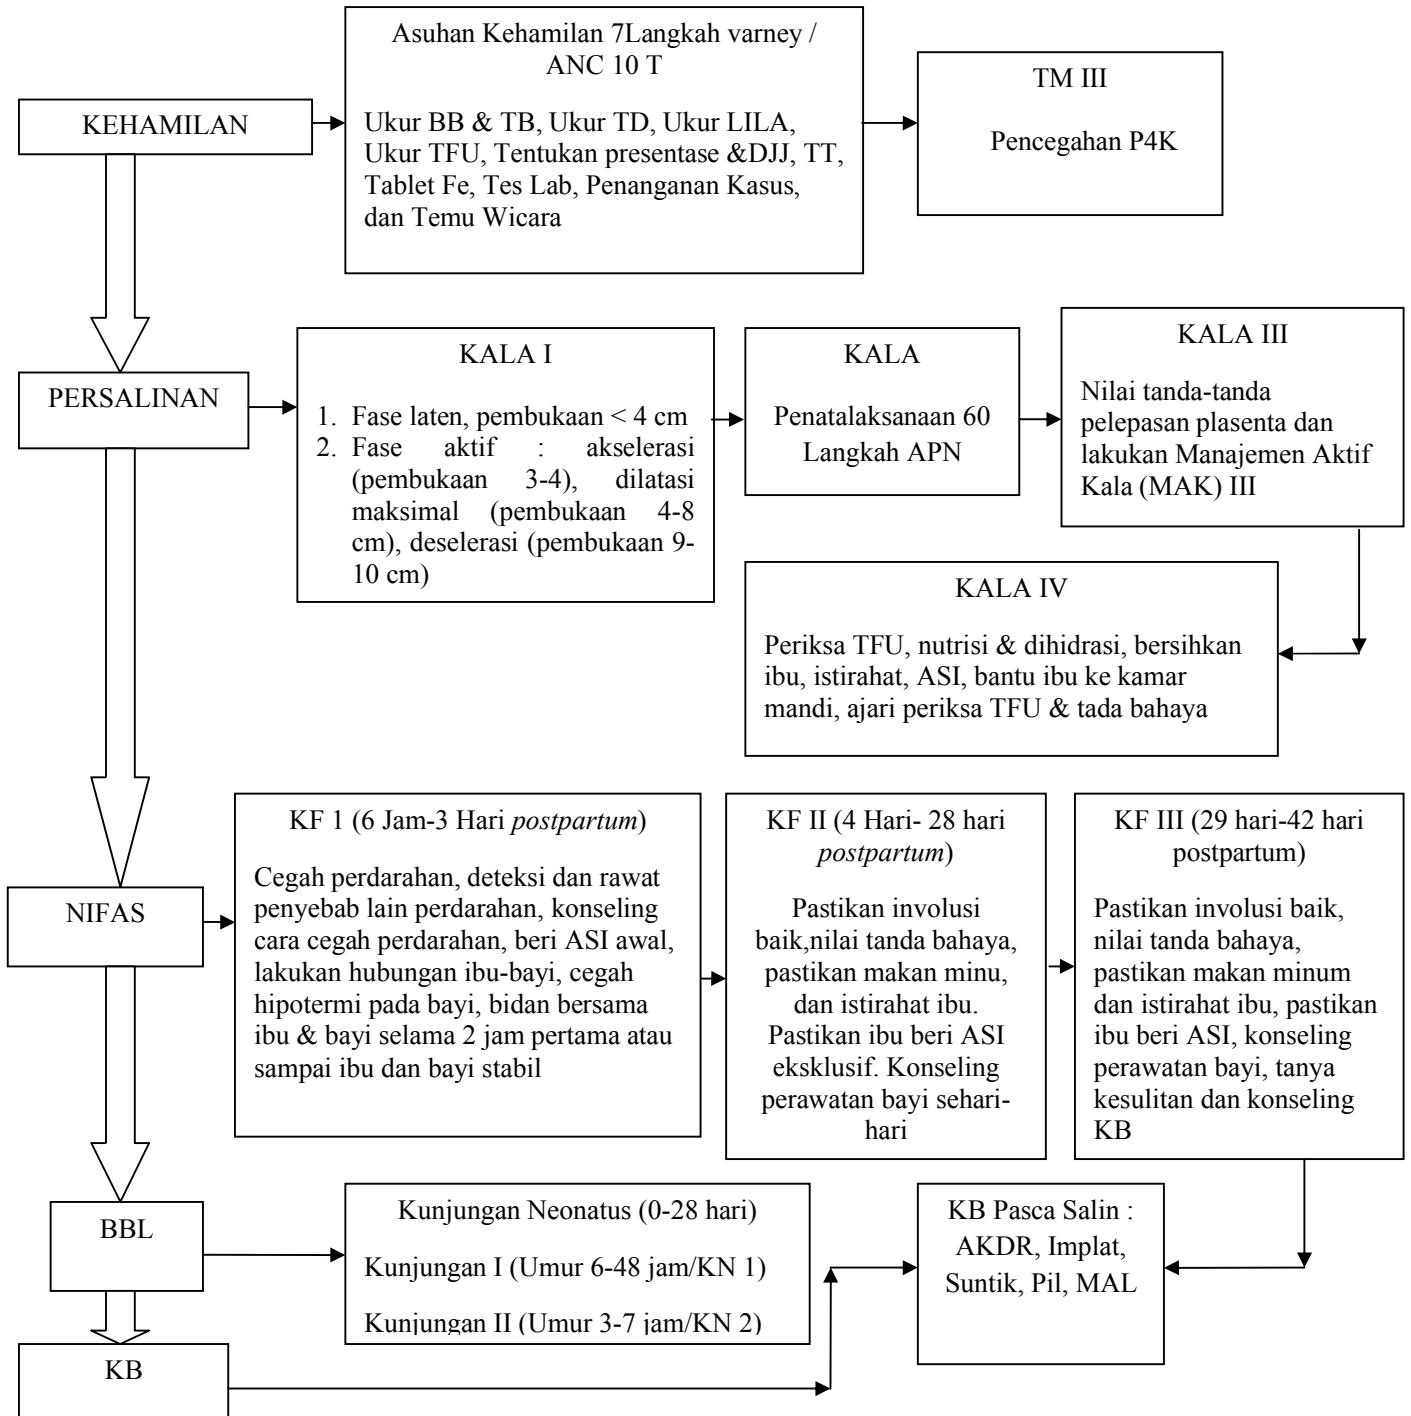 KEHAMILAN
Asuhan Kehamilan 7Langkah varney /
ANC 10 T
Ukur BB & TB, Ukur TD, Ukur LILA,
Ukur TFU, Tentukan presentase &DJJ, TT,
Tablet Fe, Tes Lab, Penanganan Kasus,
dan Temu Wicara
TM III
Pencegahan P4K
PERSALINAN
KALA I
1. Fase laten, pembukaan < 4 cm
2. Fase aktif : akselerasi
(pembukaan 3-4), dilatasi
maksimal (pembukaan 4-8
cm), deselerasi (pembukaan 9-
10 cm)
KALA
Penatalaksanaan 60
Langkah APN
KALA III
Nilai tanda-tanda
pelepasan plasenta dan
lakukan Manajemen Aktif
Kala (MAK) III
KALA IV
Periksa TFU, nutrisi & dihidrasi, bersihkan
ibu, istirahat, ASI, bantu ibu ke kamar
mandi, ajari periksa TFU & tada bahaya
NIFAS
KF 1 (6 Jam-3 Hari postpartum)
Cegah perdarahan, deteksi dan rawat
penyebab lain perdarahan, konseling
cara cegah perdarahan, beri ASI awal,
lakukan hubungan ibu-bayi, cegah
hipotermi pada bayi, bidan bersama
ibu & bayi selama 2 jam pertama atau
sampai ibu dan bayi stabil
KF II (4 Hari- 28 hari
postpartum)
Pastikan involusi
baik,nilai tanda bahaya,
pastikan makan minu,
dan istirahat ibu.
Pastikan ibu beri ASI
eksklusif. Konseling
perawatan bayi sehari-
hari
KF III (29 hari-42 hari
postpartum)
Pastikan involusi baik,
nilai tanda bahaya,
pastikan makan minum
dan istirahat ibu, pastikan
ibu beri ASI, konseling
perawatan bayi, tanya
kesulitan dan konseling
KB
BBL
Kunjungan Neonatus (0-28 hari)
Kunjungan I (Umur 6-48 jam/KN 1)
Kunjungan II (Umur 3-7 jam/KN 2)
KB Pasca Salin :
AKDR, Implat,
Suntik, Pil, MAL
KB